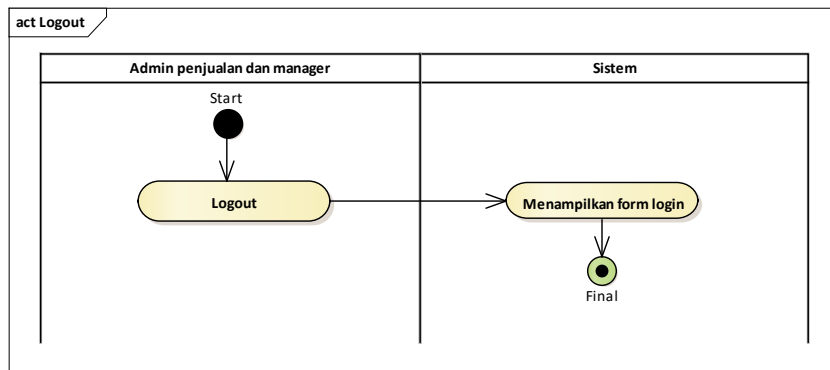 act Logout
Admin penjualan dan manager
Sistem
Start
Logout
Menampilkan form login
Final